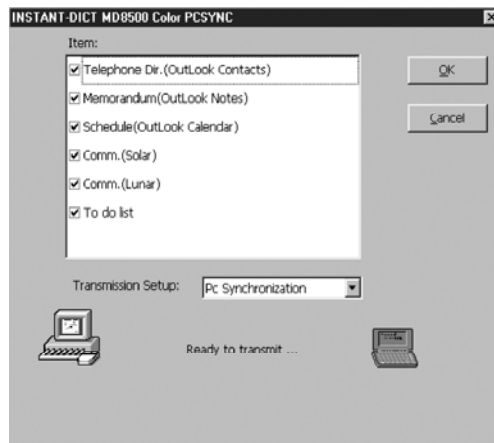 INSTANT-DICT MD8500 Color PCSYNC
Item:
Telephone Dir.(OutLook Contacts)
Memorandum(OutLook Notes)
Schedule(OutLook Calendar)
Comm.(Solar)
Comm.(Lunar)
To do list
OK
Cancel
Transmission Setup: Pc Synchronization
Ready to transmit ...